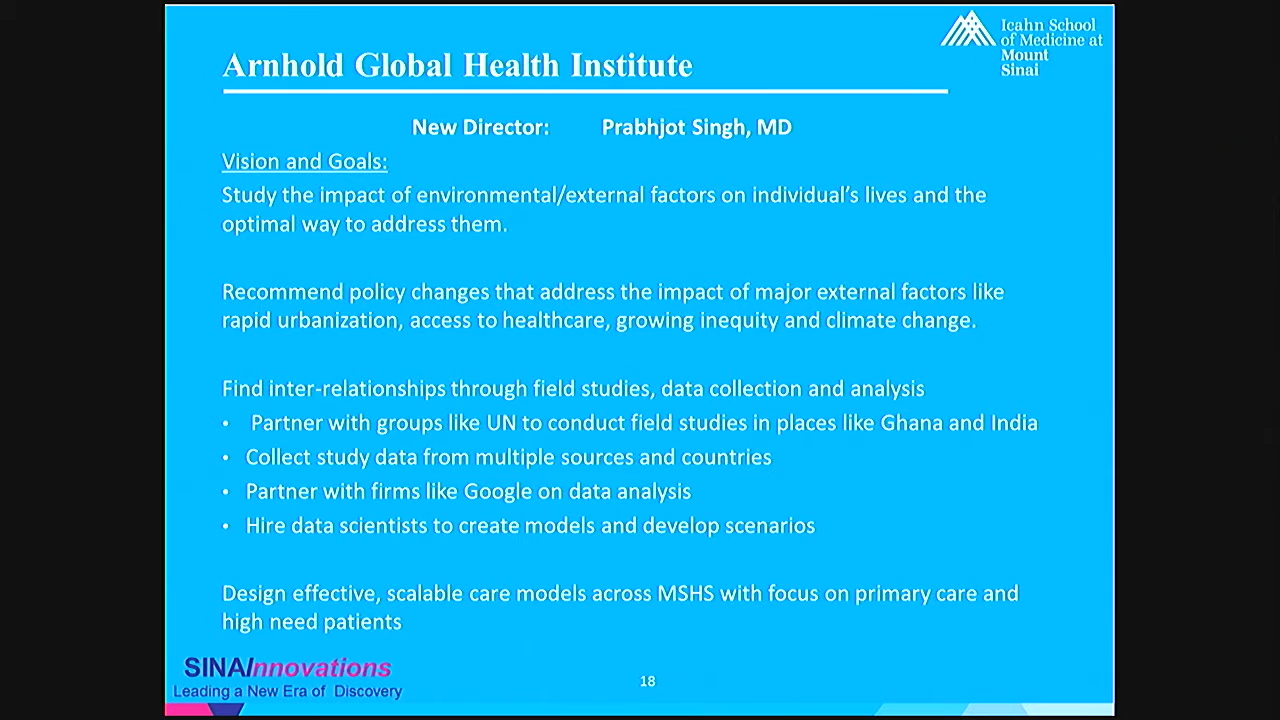 Icahn School
of Medicine at
Mount
Sinai
Arnhold Global Health Institute
New Director: Prabhjot Singh, MD
Vision and Goals:
Study the impact of environmental/external factors on individual’s lives and the
optimal way to address them.
Recommend policy changes that address the impact of major external factors like
rapid urbanization, access to healthcare, growing inequity and climate change.
Find inter-relationships through field studies, data collection and analysis
• Partner with groups like UN to conduct field studies in places like Ghana and India
• Collect study data from multiple sources and countries
• Partner with firms like Google on data analysis
• Hire data scientists to create models and develop scenarios
Design effective, scalable care models across MSHS with focus on primary care and
high need patients
SINAInnovations
Leading a New Era of Discovery
18